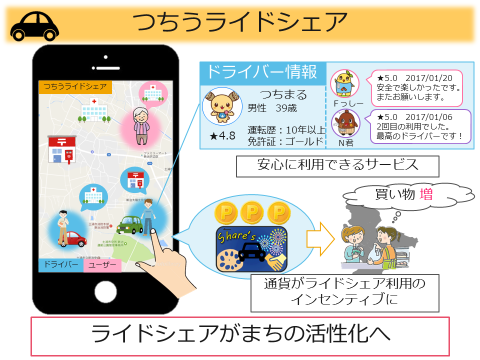 つちうライドシェア
つちうライドシェア
ドライバー情報
つちまる
男性　39歳
★4.8
運転歴：10年以上
免許証：ゴールド
★5.0　2017/01/20
安全で楽しかったです。
またお願いします。
ドラレー
★5.0　2017/01/06
2回目の利用でした。
最高のドライバーです！
N君
安心に利用できるサービス
買い物 増
P P P
Share's
通貨がライドシェア利用の
インセンティブに
ドライバー
ユーザー
ライドシェアがまちの活性化へ